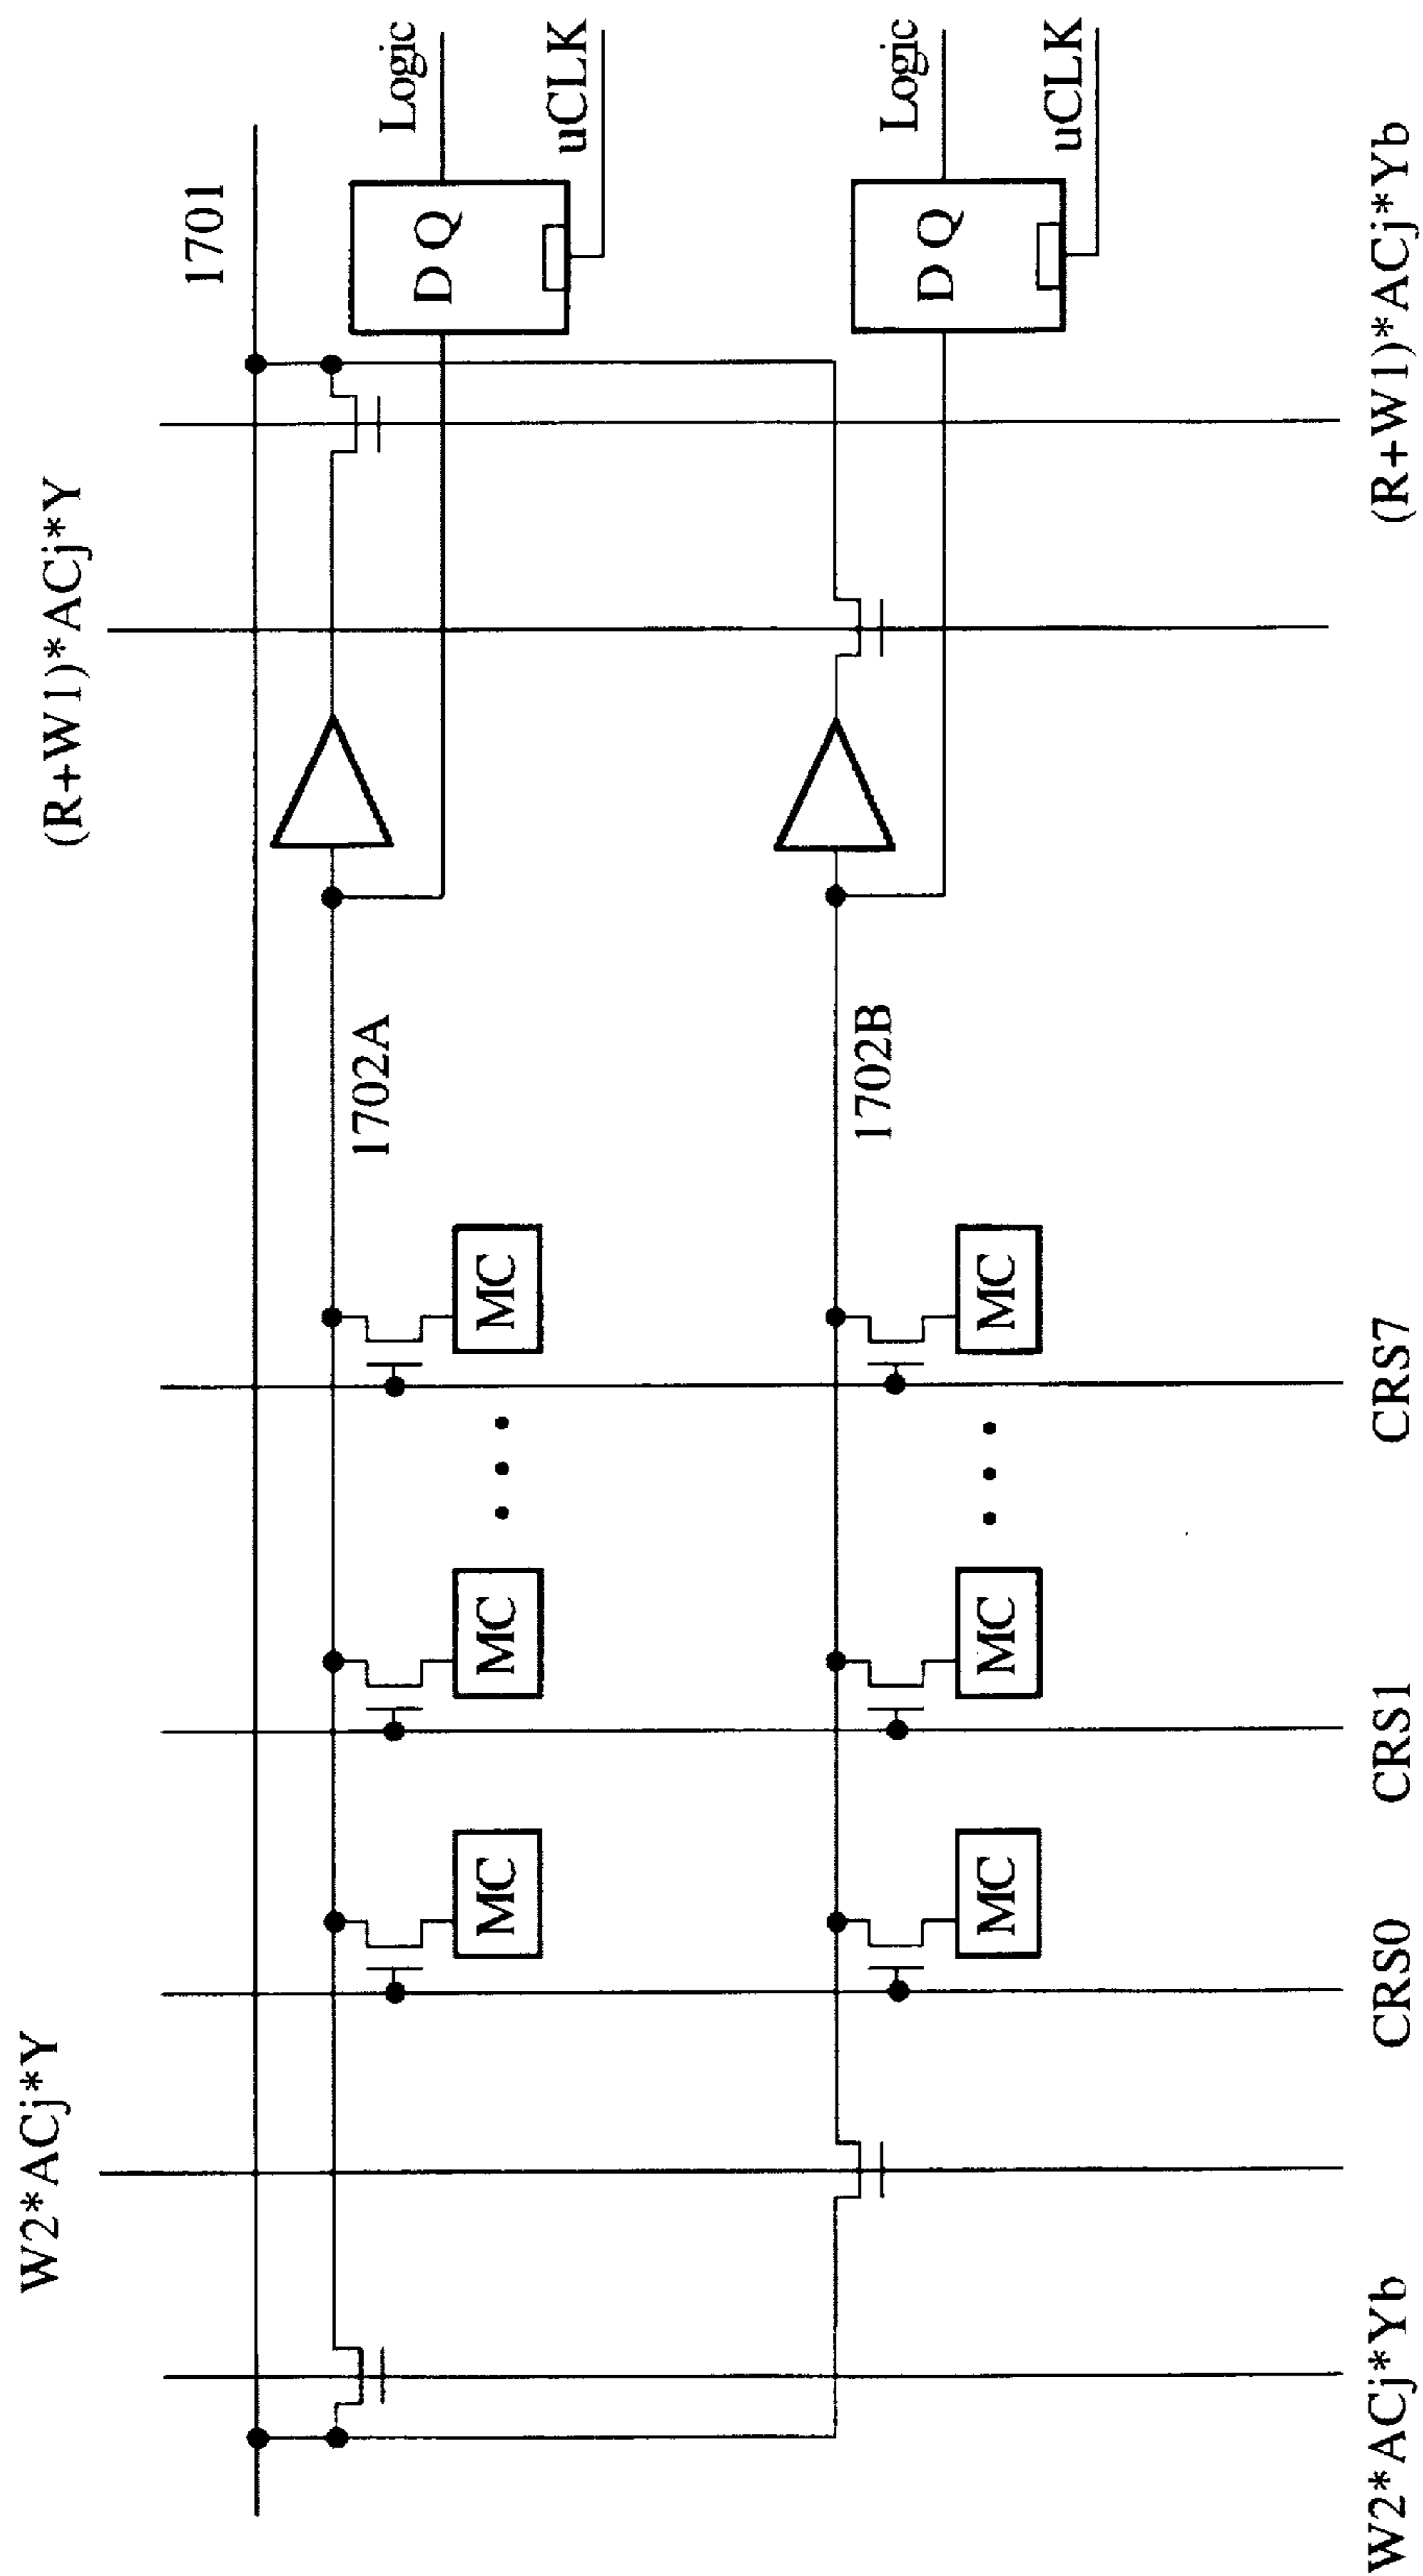 W2*ACj*Y
(R+W1)*ACj*Y
1701
Logic
D Q
uCLK
1702A
MC
MC
MC
1702B
Logic
D Q
uCLK
MC
MC
MC
W2*ACj*Yb
CRS0
CRS1
CRS7
(R+W1)*ACj*Yb